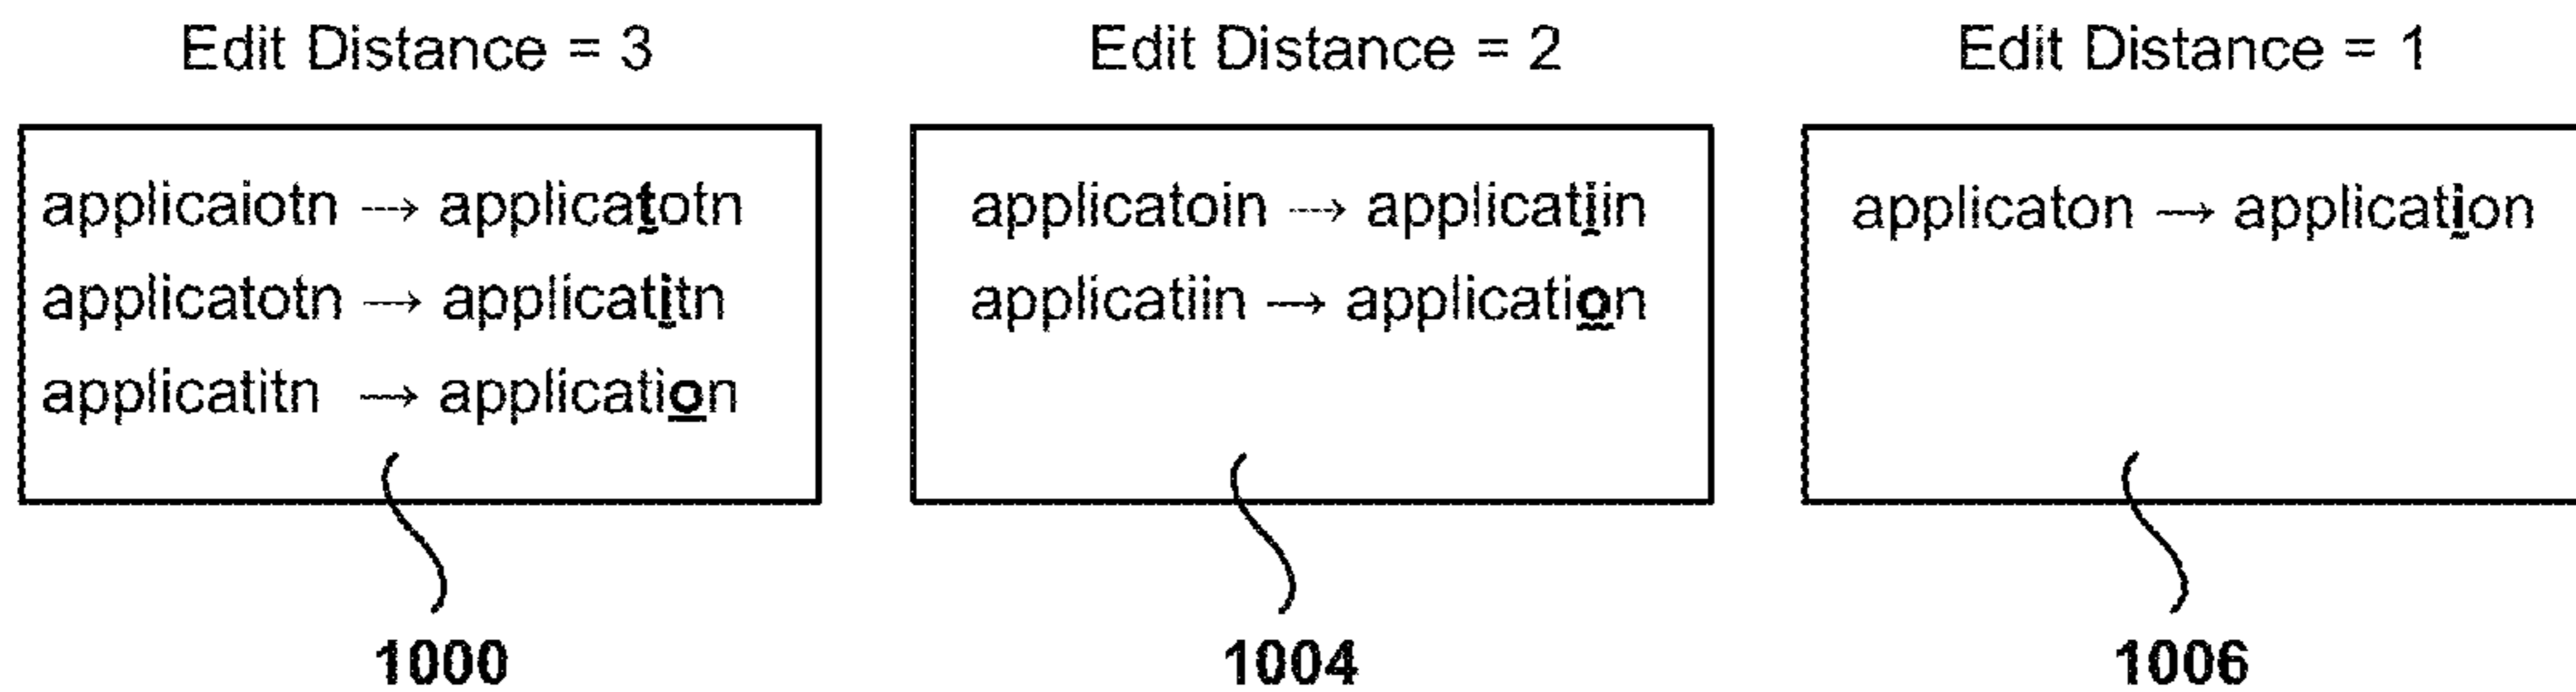 Edit Distance = 3
applicaiotn → applicatotn
applicatotn → applicatitn
applicatitn → application
1000
Edit Distance = 2
applicatoin → applicatiin
applicatiin → application
1004
Edit Distance = 1
applicaton → application
1006